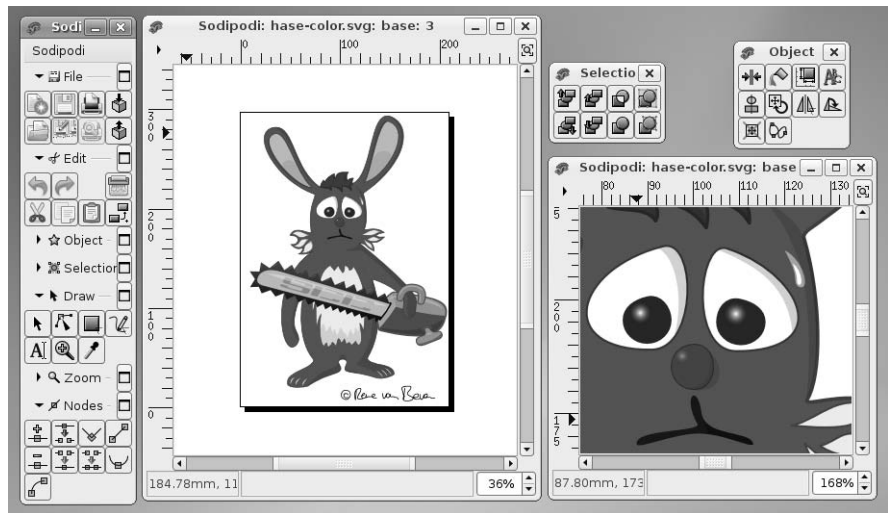 Sodi
Sodipodi
File
Edit
Object
Selection
Draw
Zoom
Nodes
Sodipodi: hase-color.svg: base: 3
0 100 200
300
200
100
0
184.78mm, 11
36%
Selectio
Object
Sodipodi: hase-color.svg: base
80 90 100 110 120 130
5
200
175
87.80mm, 173
168%